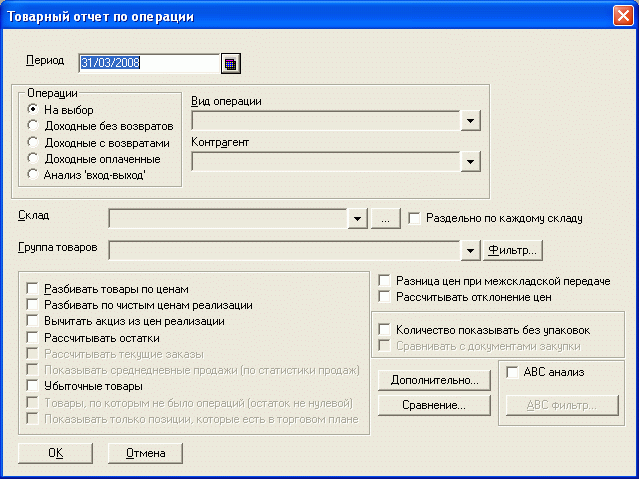 Товарный отчет по операции
Период 31/03/2008
Операции
На выбор
Доходные без возвратов
Доходные с возвратами
Доходные оплаченные
Анализ 'вход-выход'
Вид операции
Контрагент
Склад ... Раздельно по каждому складу
Группа товаров Фильтр...
Разбивать товары по ценам
Разбивать по чистым ценам реализации
Вычитать акциз из цен реализации
Рассчитывать остатки
Рассчитывать текущие заказы
Показывать среднедневные продажи (по статистики продаж)
Убыточные товары
Товары, по которым не было операций (остаток не нулевой)
Показывать только позиции, которые есть в торговом плане
Разница цен при межскладской передаче
Рассчитывать отклонение цен
Количество показывать без упаковок
Сравнивать с документами закупки
Дополнительно...
Сравнение...
ABC анализ
ABC Фильтр...
OK Отмена